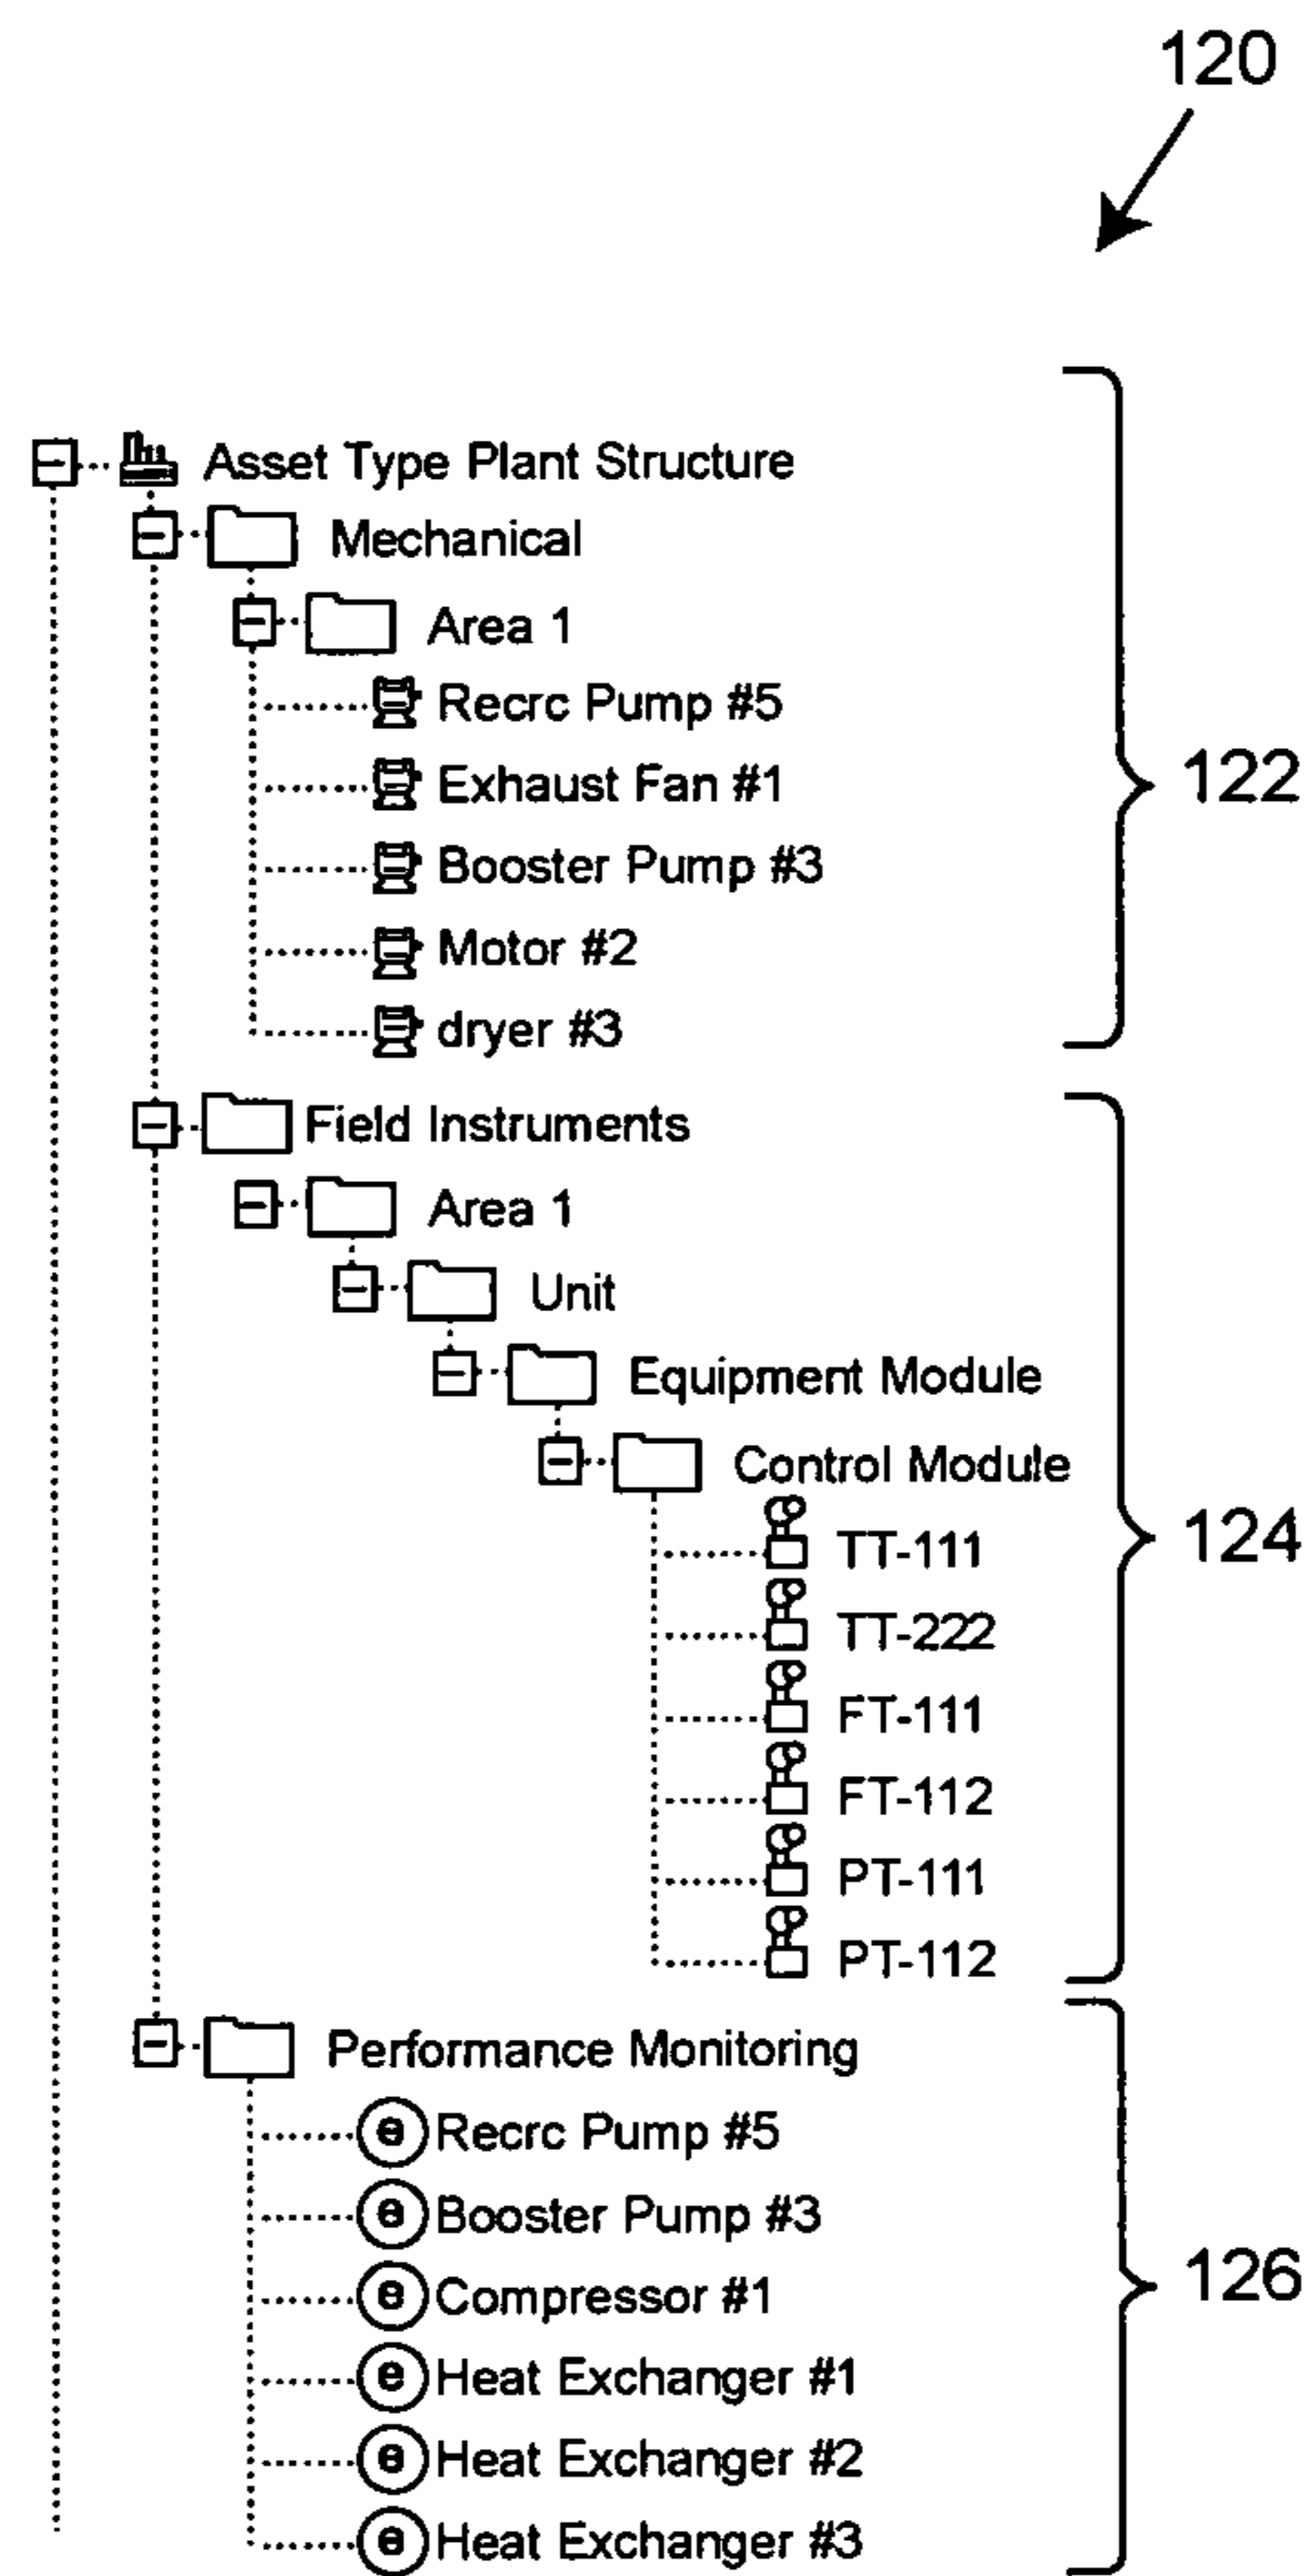 120
Asset Type Plant Structure
Mechanical
Area 1
Recrc Pump #5
Exhaust Fan #1
122
Booster Pump #3
Motor #2
dryer #3
Field Instruments
Area 1
Unit
Equipment Module
Control Module
TT-111
124
TT-222
FT-111
FT-112
PT-111
PT-112
Performance Monitoring
e Recrc Pump #5
e Booster Pump #3
e Compressor #1
126
e Heat Exchanger #1
e Heat Exchanger #2
e Heat Exchanger #3